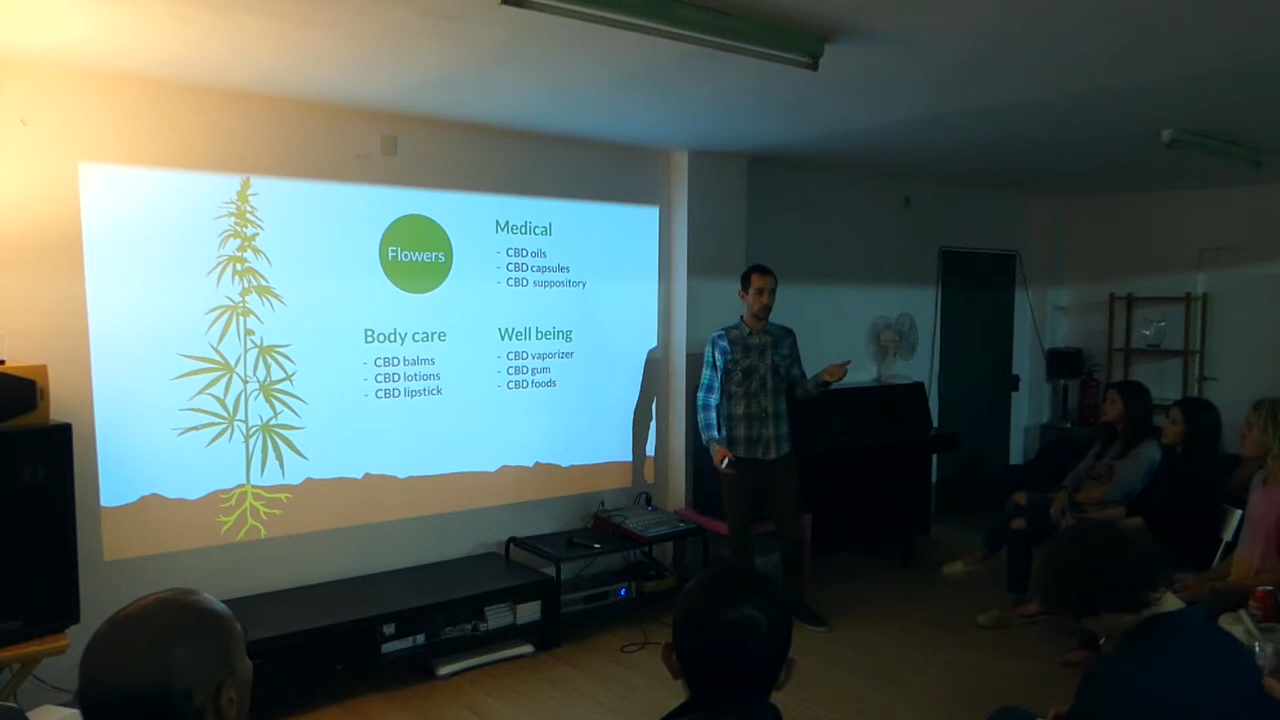 Flowers
Medical
- CBD oils
- CBD capsules
- CBD suppository
Body care
- CBD balms
- CBD lotions
- CBD lipstick
Well being
- CBD vaporizer
- CBD gum
- CBD foods